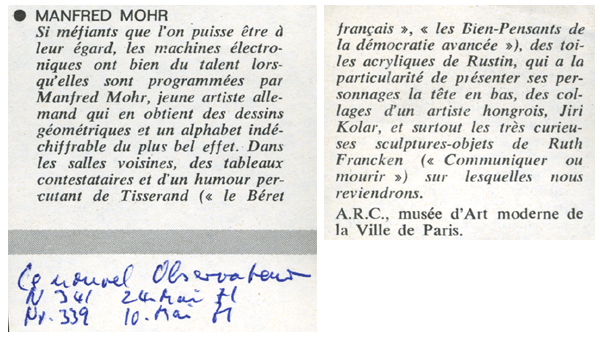 ● MANFRED MOHR
Si méfiants que l'on puisse être à
leur égard, les machines électro-
niques ont bien du talent lors-
qu'elles sont programmées par
Manfred Mohr, jeune artiste alle-
mand qui en obtient des dessins
géométriques et un alphabet indé-
chiffrable du plus bel effet. Dans
les salles voisines, des tableaux
contestataires et d'un humour per-
cutant de Tisserand (« le Béret
Le nouvel Observateur
N 341 24. Mai 71
Nr. 339 10. Mai 71
français », « les Bien-Pensants de
la démocratie avancée »), des toi-
les acryliques de Rustin, qui a la
particularité de présenter ses per-
sonnages la tête en bas, des col-
lages d'un artiste hongrois, Jiri
Kolar, et surtout les très curieu-
ses sculptures-objets de Ruth
Francken (« Communiquer ou
mourir ») sur lesquelles nous
reviendrons.
A.R.C., musée d'Art moderne de
la Ville de Paris.